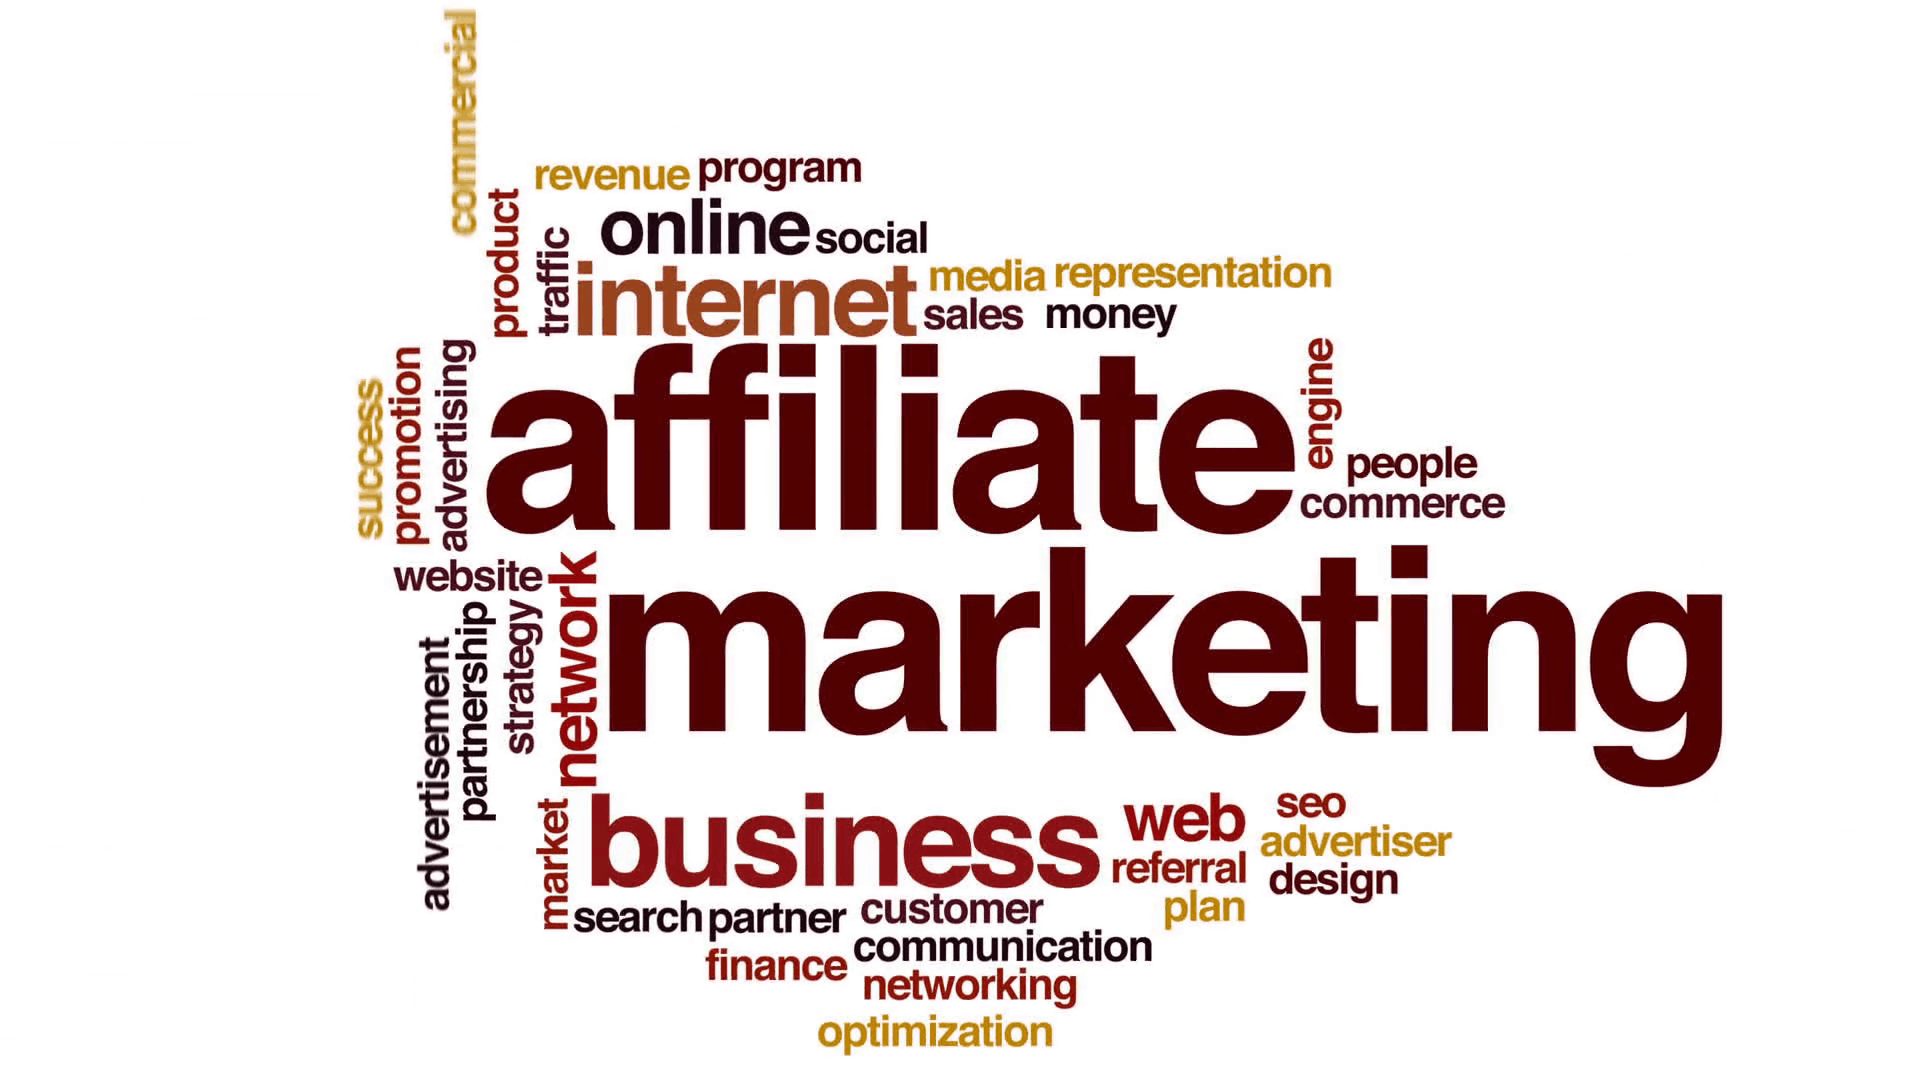 commercial
revenue program
product
traffic
online social
internet media representation
sales money
success
promotion
advertising
affiliate
engine
people
commerce
website
network
marketing
advertisement
partnership
strategy
market
business web seo
advertiser
referral design
plan
search partner customer
communication
finance networking
optimization